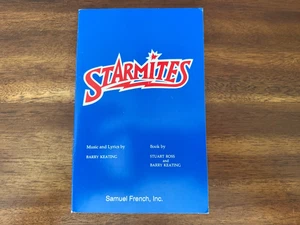 STARMITES
Music and Lyrics by
BARRY KEATING
Book by
STUART ROSS
and
BARRY KEATING
Samuel French, Inc.